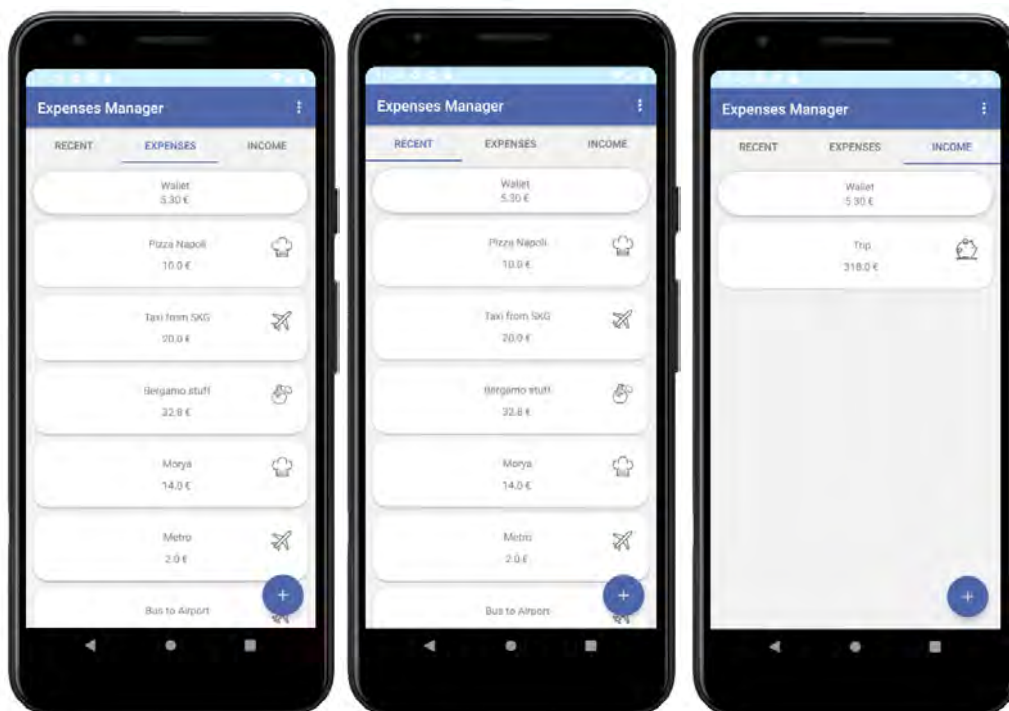 Expenses Manager
RECENT EXPENSES INCOME
Wallet
5.30 €
Pizza Napoli
10.0 €
Taxi from SKG
20.0 €
Bergamo stuff
32.8 €
Morya
14.0 €
Metro
2.0 €
Bus to Airport
Expenses Manager
RECENT EXPENSES INCOME
Wallet
5.30 €
Pizza Napoli
10.0 €
Taxi from SKG
20.0 €
Bergamo stuff
32.8 €
Morya
14.0 €
Metro
2.0 €
Bus to Airport
Expenses Manager
RECENT EXPENSES INCOME
Wallet
5.30 €
Trip
318.0 €